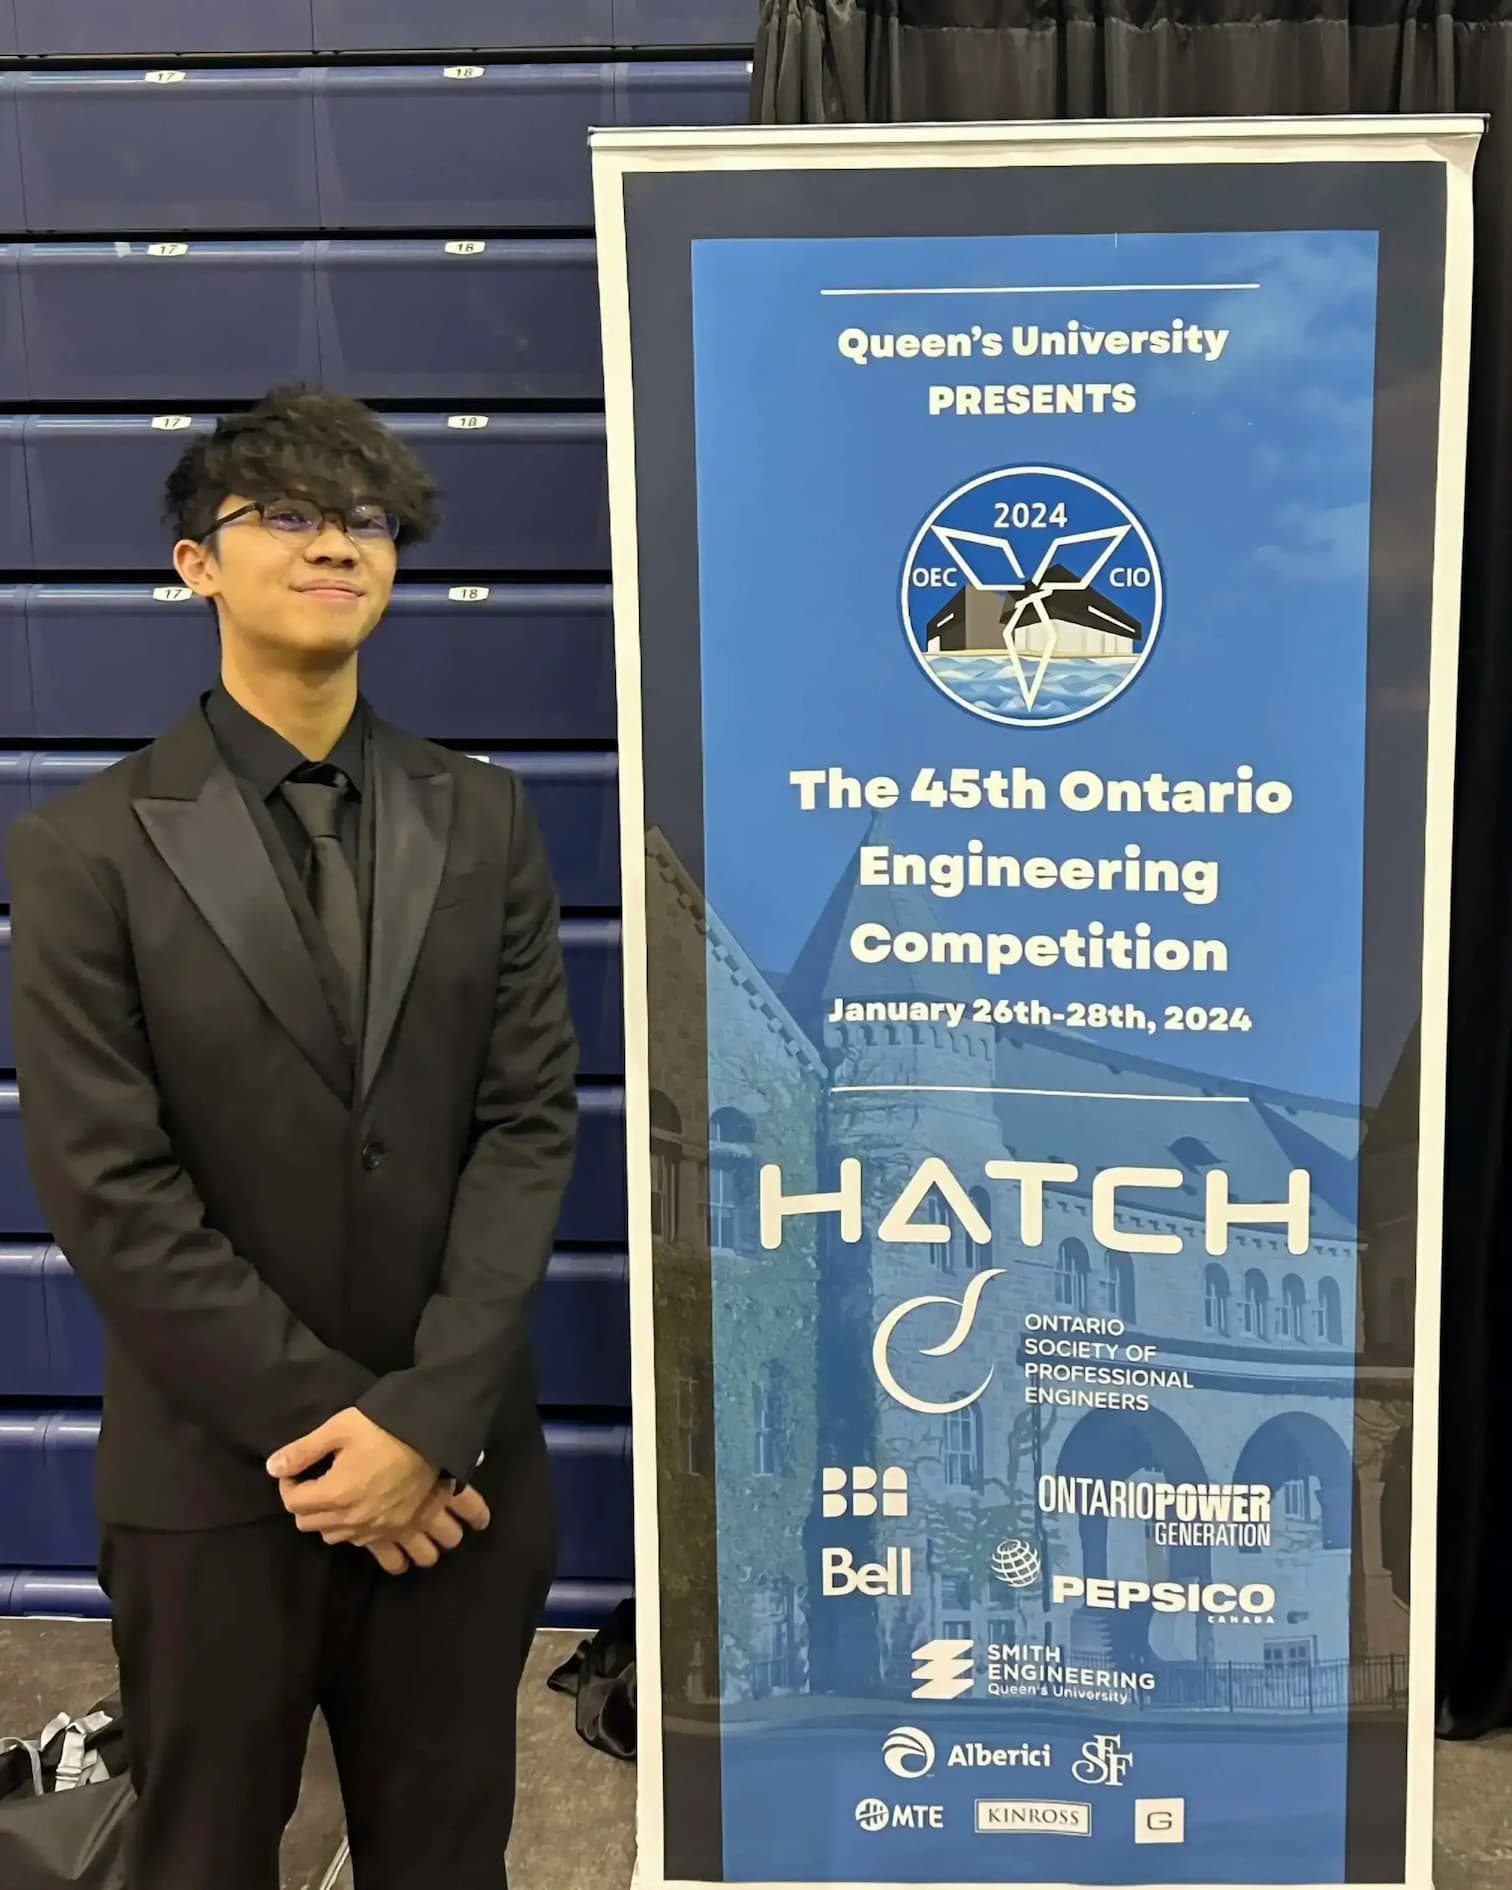 17
18
17
18
17
18
17
18
Queen's University
PRESENTS
2024
OEC
CIO
The 45th Ontario
Engineering
Competition
January 26th-28th, 2024
HATCH
ONTARIO
SOCIETY OF
PROFESSIONAL
ENGINEERS
BBA
ONTARIOPOWER
GENERATION
Bell
PEPSICO
CANADA
SMITH
ENGINEERING
Queen's University
Alberici
SFF
MTE
KINROSS
G